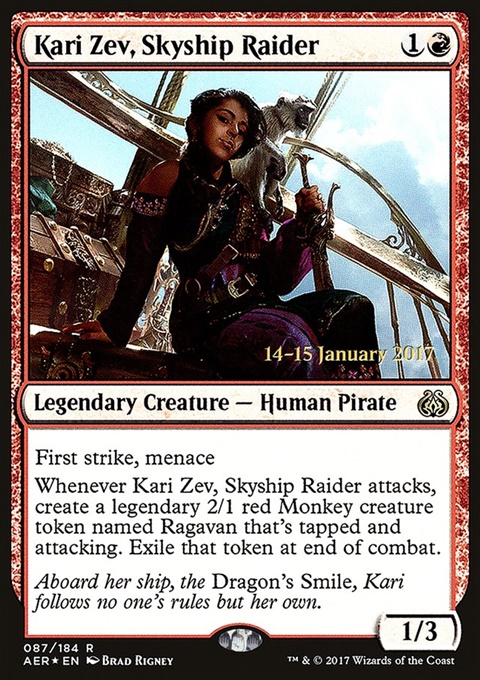 Kari Zev, Skyship Raider 1
14–15 January 2017
Legendary Creature — Human Pirate
First strike, menace
Whenever Kari Zev, Skyship Raider attacks,
create a legendary 2/1 red Monkey creature
token named Ragavan that's tapped and
attacking. Exile that token at end of combat.
Aboard her ship, the Dragon's Smile, Kari
follows no one's rules but her own.
1/3
087/184 R
AER★EN Brad Rigney
™ & © 2017 Wizards of the Coast